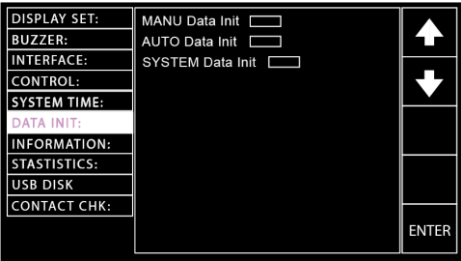 DISPLAY SET:
BUZZER:
INTERFACE:
CONTROL:
SYSTEM TIME:
DATA INIT:
INFORMATION:
STASTISTICS:
USB DISK
CONTACT CHK:
MANU Data Init
AUTO Data Init
SYSTEM Data Init
ENTER